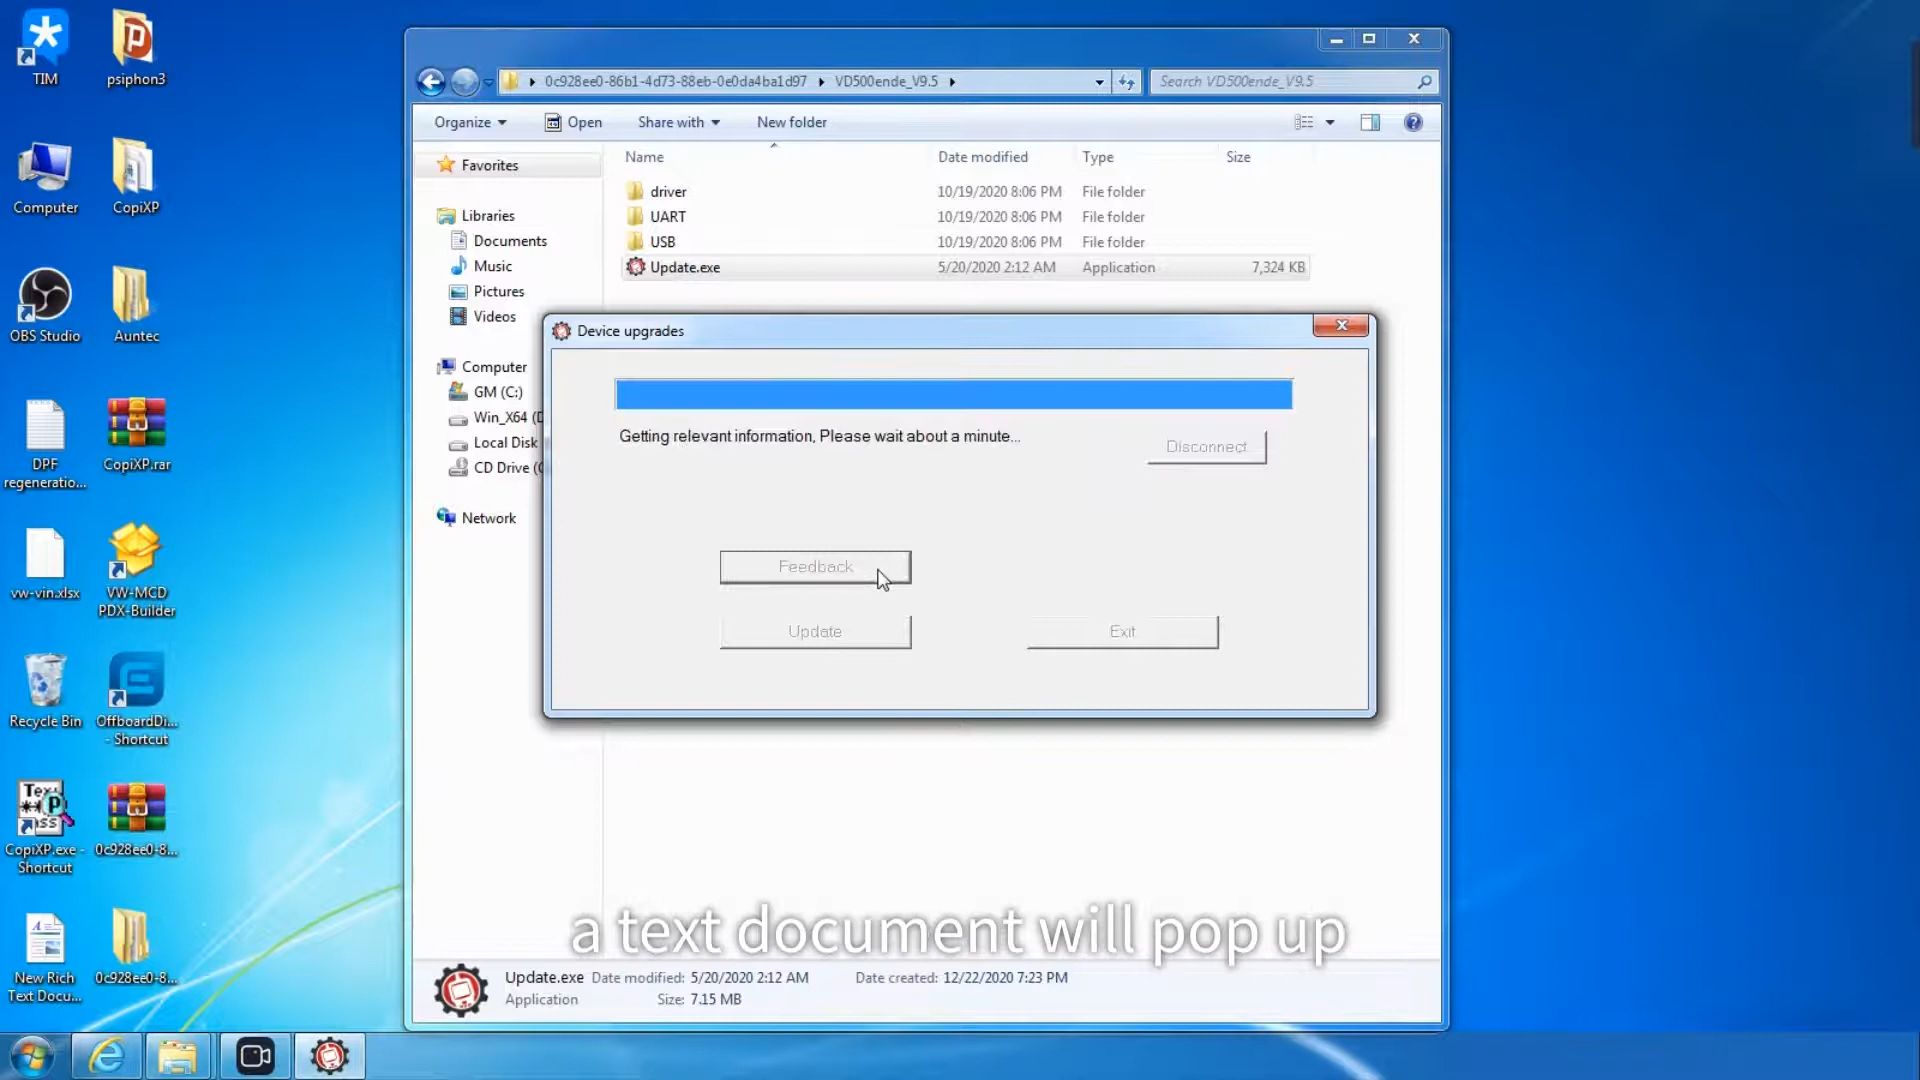 TIM
psiphon3
Computer
CopiXP
OBS Studio
Auntec
DPF
regeneratio...
CopiXP.rar
vw-vin.xlsx
VW-MCD
PDX-Builder
Recycle Bin
OffboardDi...
- Shortcut
CopiXP.exe -
Shortcut
0c928ee0-8...
New Rich
Text Docu...
0c928ee0-8...
0c928ee0-86b1-4d73-88eb-0e0da4ba1d97
VD500ende_V9.5
Search VD500ende_V9.5
Organize
Open
Share with
New folder
Favorites
Libraries
Documents
Music
Pictures
Videos
Computer
GM (C:)
Win_X64 (D
Local Disk
CD Drive (
Network
Name Date modified Type Size
driver 10/19/2020 8:06 PM File folder
UART 10/19/2020 8:06 PM File folder
USB 10/19/2020 8:06 PM File folder
Update.exe 5/20/2020 2:12 AM Application 7,324 KB
Device upgrades
Getting relevant information, Please wait about a minute...
Disconnect
Feedback
Update
Exit
a text document will pop up
Update.exe Date modified: 5/20/2020 2:12 AM Date created: 12/22/2020 7:23 PM
Application Size: 7.15 MB